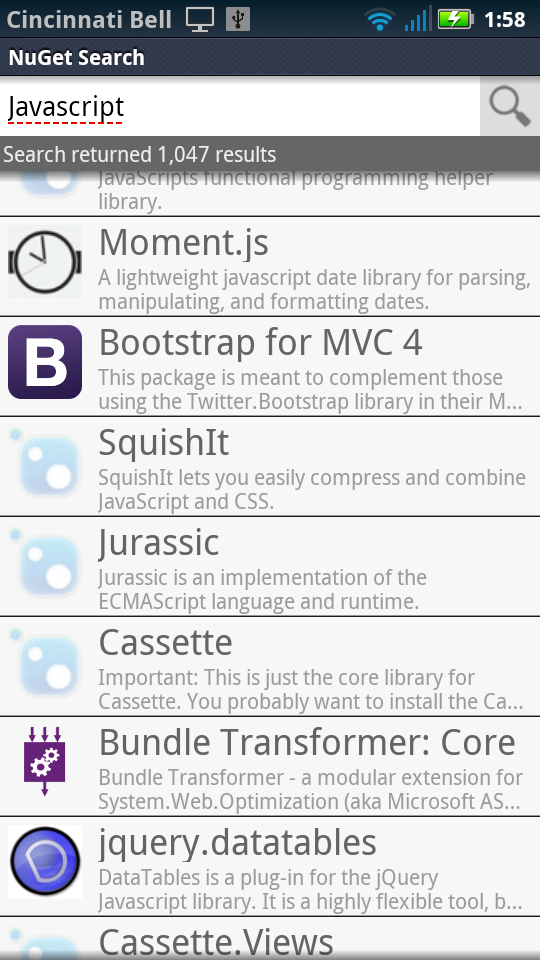 Cincinnati Bell 1:58
NuGet Search
Javascript
Search returned 1,047 results
JavaScripts functional programming helper
library.
Moment.js
A lightweight javascript date library for parsing,
manipulating, and formatting dates.
B
Bootstrap for MVC 4
This package is meant to complement those
using the Twitter.Bootstrap library in their M...
SquishIt
SquishIt lets you easily compress and combine
JavaScript and CSS.
Jurassic
Jurassic is an implementation of the
ECMAScript language and runtime.
Cassette
Important: This is just the core library for
Cassette. You probably want to install the Ca...
Bundle Transformer: Core
Bundle Transformer - a modular extension for
System.Web.Optimization (aka Microsoft AS...
jquery.datatables
DataTables is a plug-in for the jQuery
Javascript library. It is a highly flexible tool, b...
Cassette.Views